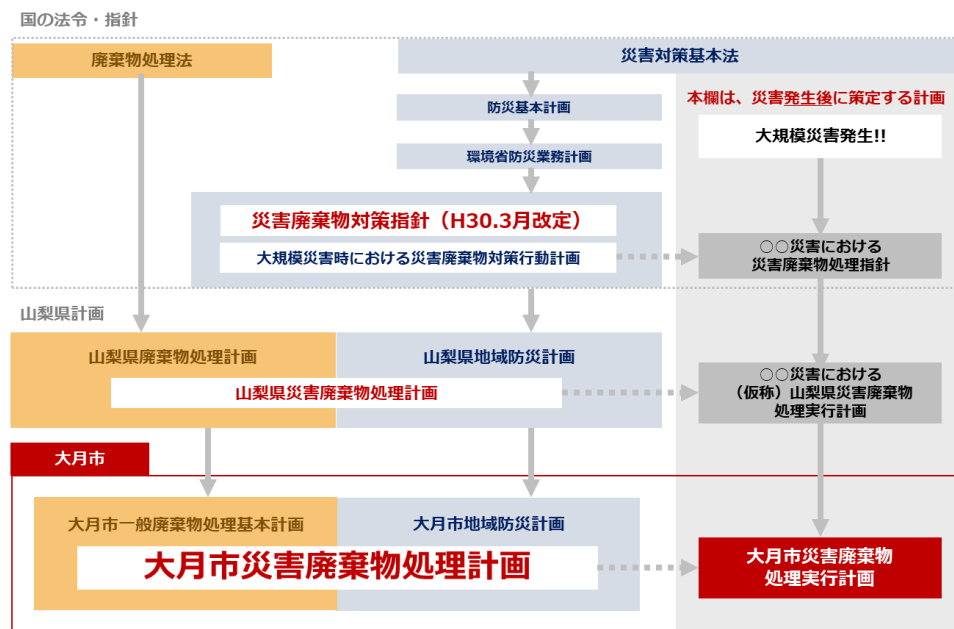 国の法令・指針
廃棄物処理法
災害対策基本法
防災基本計画
環境省防災業務計画
災害廃棄物対策指針（H30.3月改定）
大規模災害時における災害廃棄物対策行動計画
本欄は、災害発生後に策定する計画
大規模災害発生!!
○○災害における
災害廃棄物処理指針
山梨県計画
山梨県廃棄物処理計画
山梨県地域防災計画
山梨県災害廃棄物処理計画
○○災害における
（仮称）山梨県災害廃棄物
処理実行計画
大月市
大月市一般廃棄物処理基本計画
大月市地域防災計画
大月市災害廃棄物処理計画
大月市災害廃棄物
処理実行計画